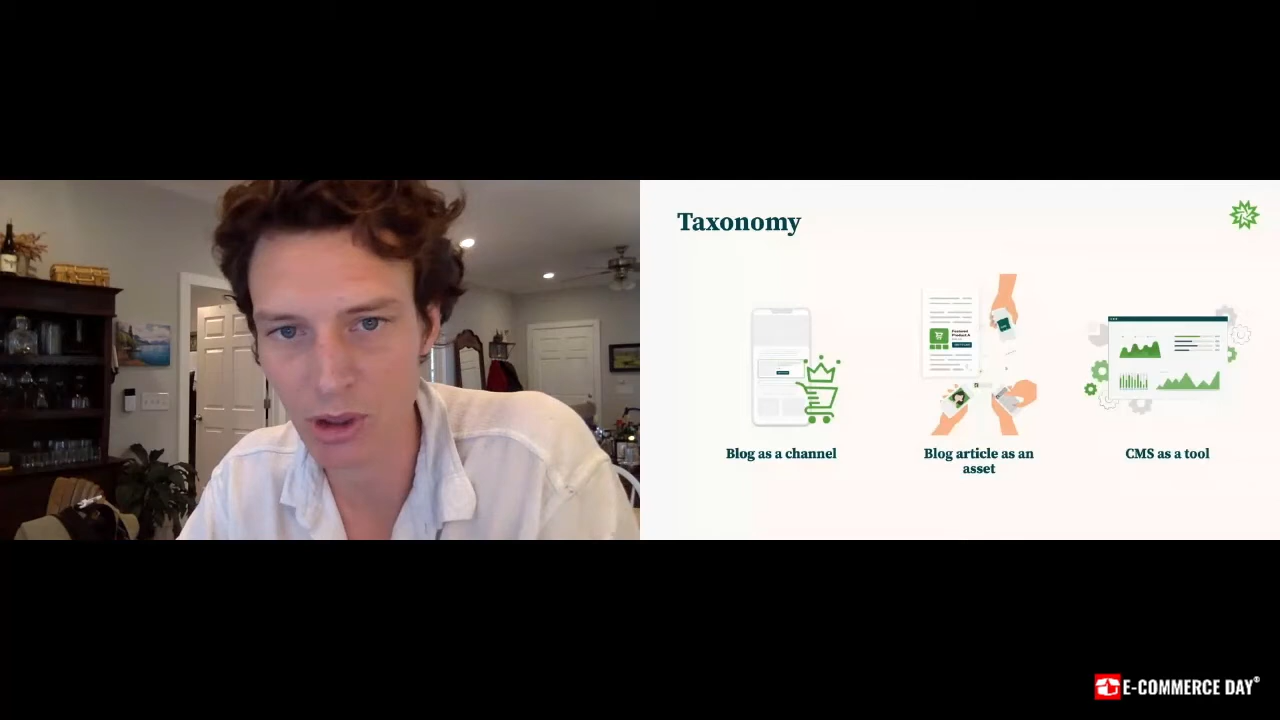 Taxonomy
Blog as a channel
Blog article as an
asset
CMS as a tool
E-COMMERCE DAY®